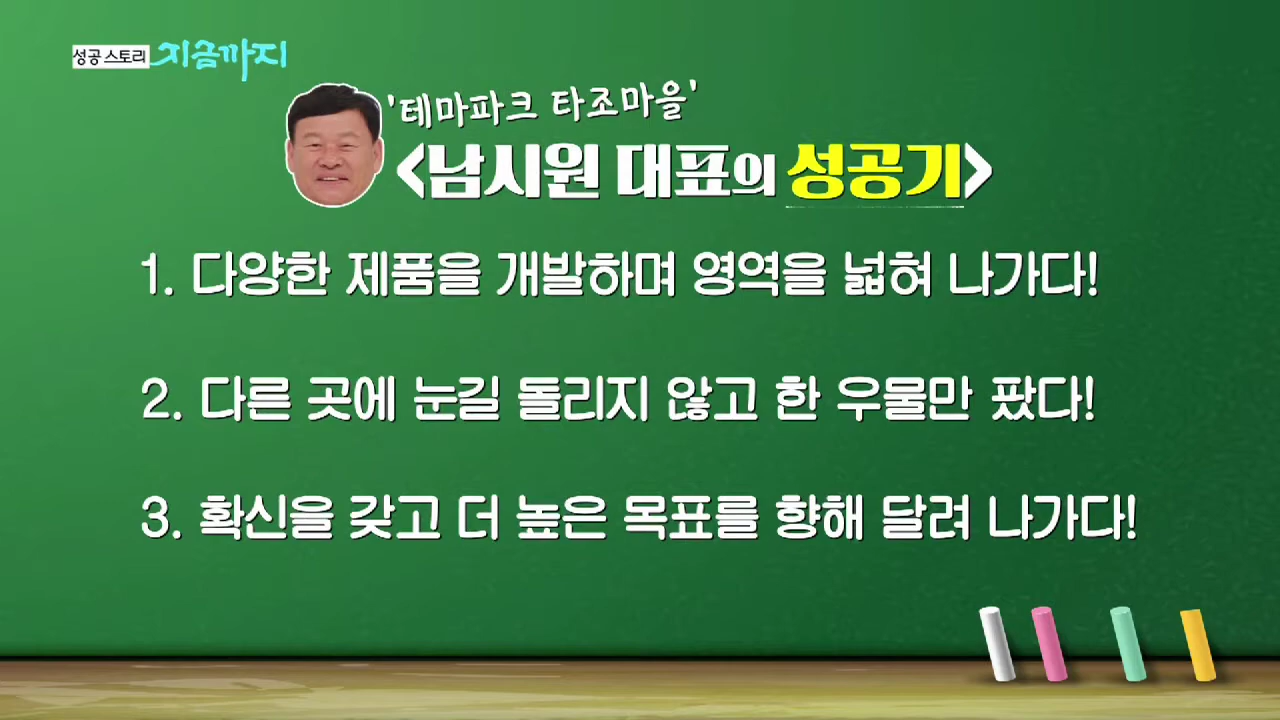 성공 스토리 지금까지
'테마파크 타조마을'
<남시원 대표의 성공기>
1. 다양한 제품을 개발하며 영역을 넓혀 나가다!
2. 다른 곳에 눈길 돌리지 않고 한 우물만 팠다!
3. 확신을 갖고 더 높은 목표를 향해 달려 나가다!